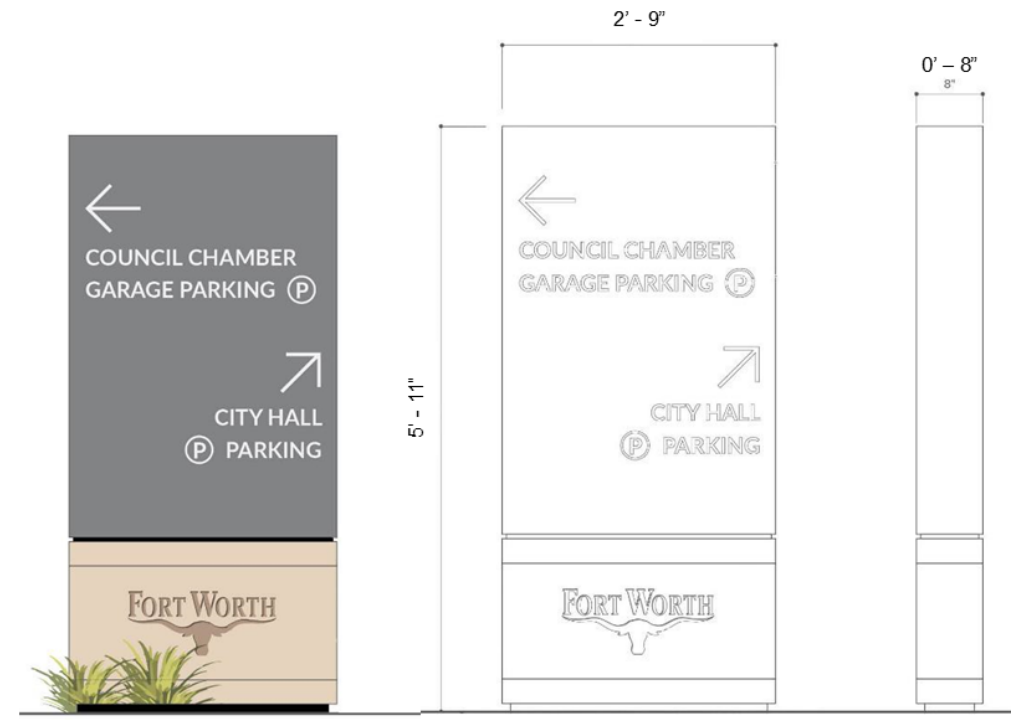 2’ - 9”
0’ – 8”
8"
COUNCIL CHAMBER
GARAGE PARKING P
CITY HALL
P PARKING
FORT WORTH
5’ - 11”
COUNCIL CHAMBER
GARAGE PARKING P
CITY HALL
P PARKING
FORT WORTH